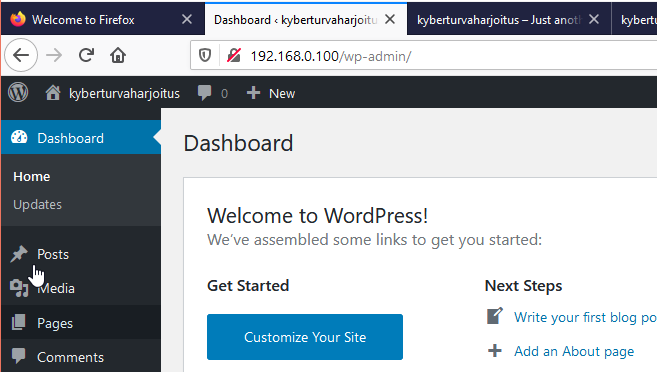 Welcome to Firefox
Dashboard ‹ kyberturvaharjoitu
kyberturvaharjoitus – Just anoth
kybert
192.168.0.100/wp-admin/
kyberturvaharjoitus
0
New
Dashboard
Home
Updates
Posts
Media
Pages
Comments
Dashboard
Welcome to WordPress!
We've assembled some links to get you started:
Get Started
Customize Your Site
Next Steps
Write your first blog po
Add an About page